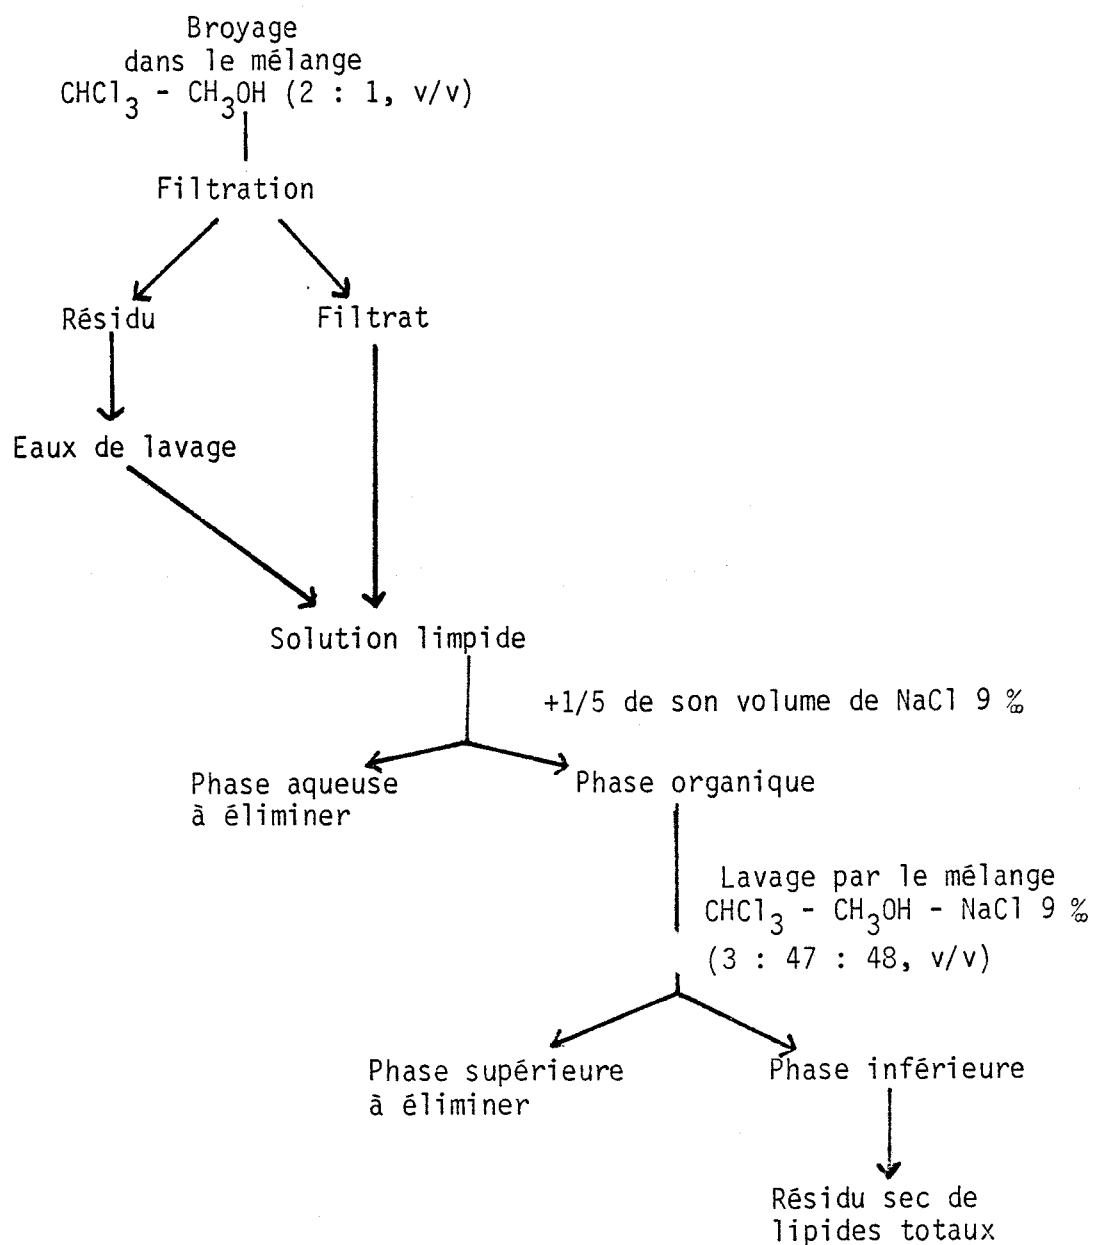 Broyage
dans le mélange
CHCl3 - CH3OH (2 : 1, v/v)
Filtration
Résidu
Filtrat
Eaux de lavage
Solution limpide
+1/5 de son volume de NaCl 9 ‰
Phase aqueuse
à éliminer
Phase organique
Lavage par le mélange
CHCl3 - CH3OH - NaCl 9 ‰
(3 : 47 : 48, v/v)
Phase supérieure
à éliminer
Phase inférieure
Résidu sec de
lipides totaux